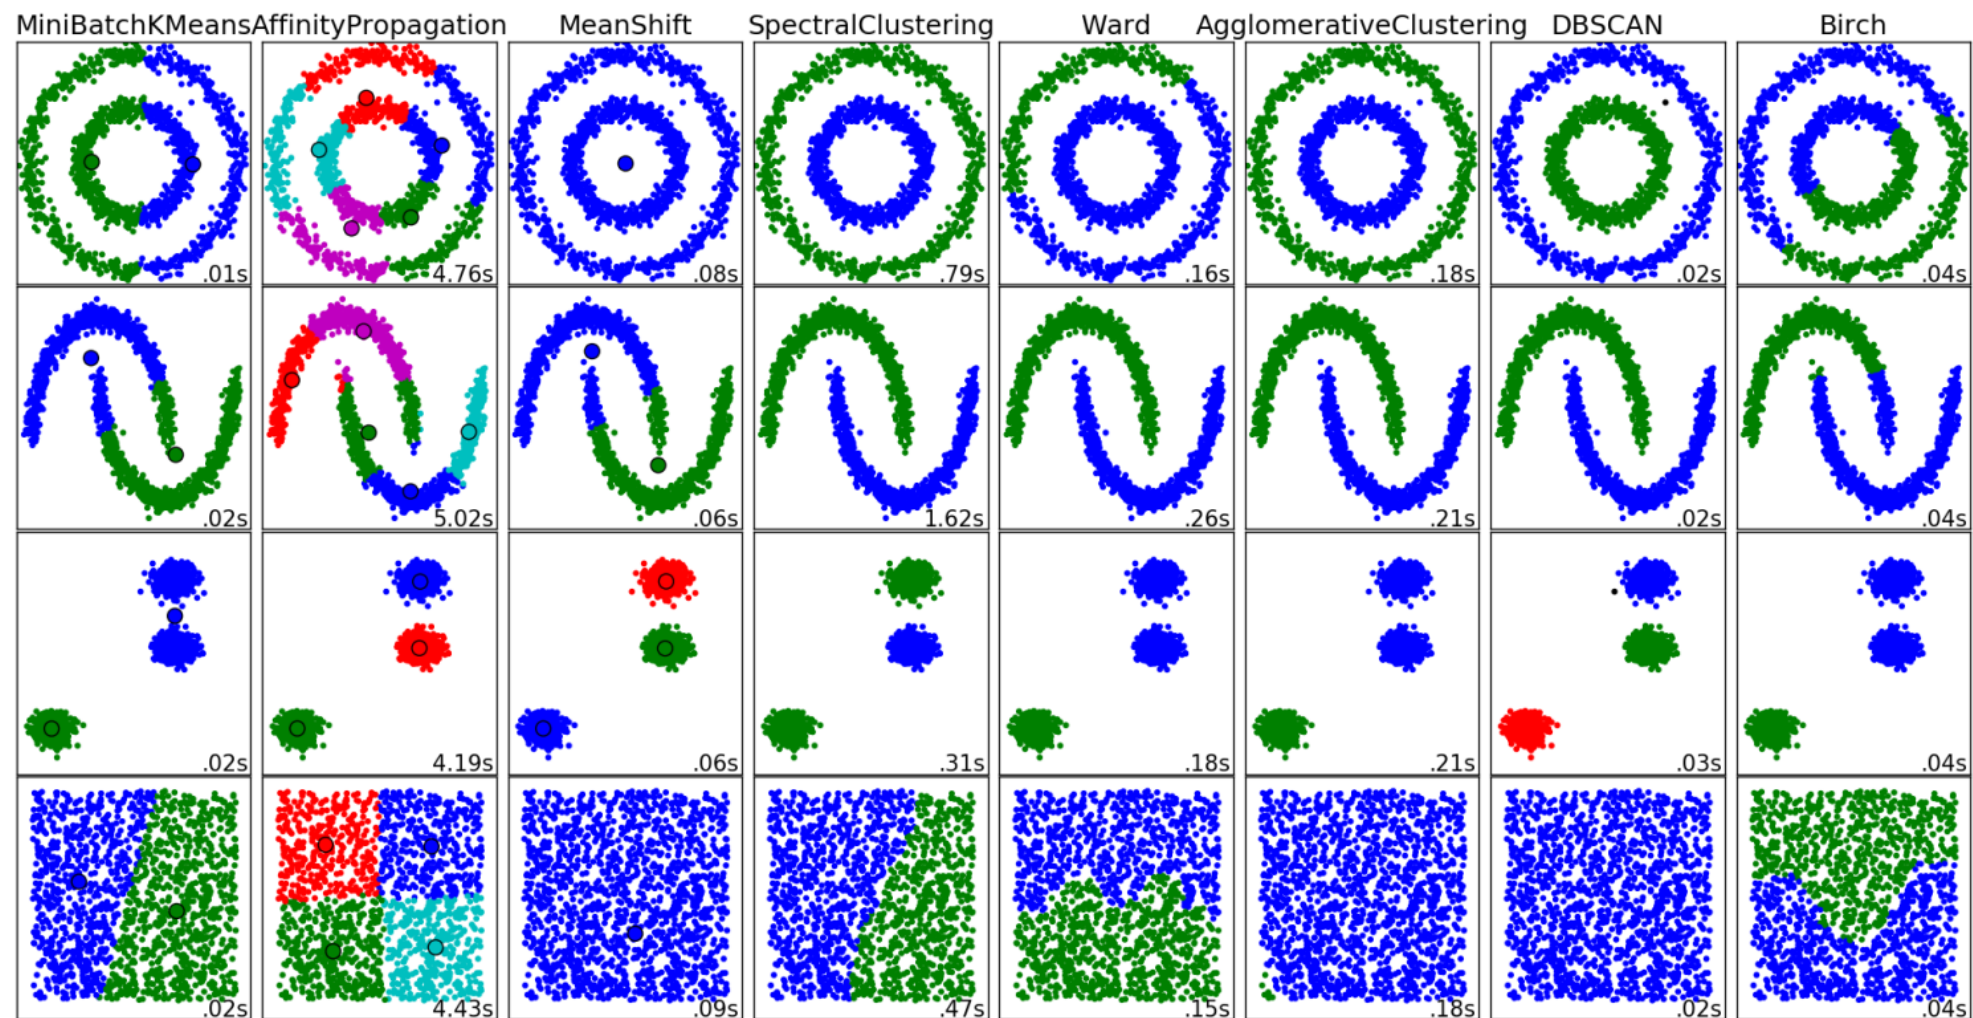 MiniBatchKMeans AffinityPropagation MeanShift SpectralClustering Ward AgglomerativeClustering DBSCAN Birch
.01s 4.76s .08s .79s .16s .18s .02s .04s
.02s 5.02s .06s 1.62s .26s .21s .02s .04s
.02s 4.19s .06s .31s .18s .21s .03s .04s
.02s 4.43s .09s .47s .15s .18s .02s .04s